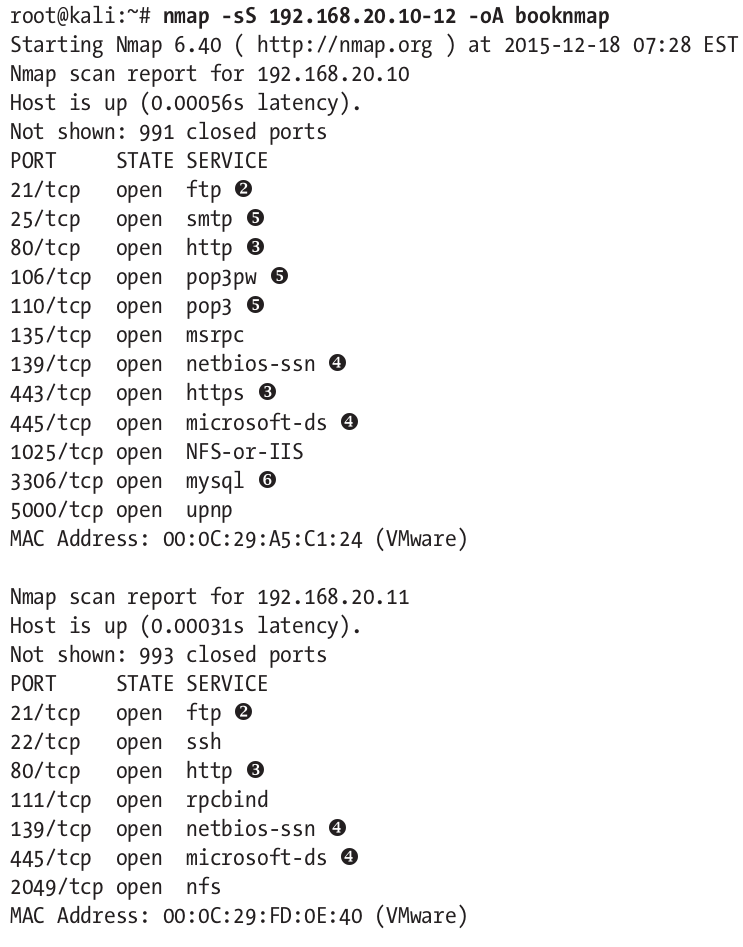 root@kali:~# nmap -sS 192.168.20.10-12 -oA booknmap
Starting Nmap 6.40 ( http://nmap.org ) at 2015-12-18 07:28 EST
Nmap scan report for 192.168.20.10
Host is up (0.00056s latency).
Not shown: 991 closed ports
PORT     STATE SERVICE
21/tcp   open  ftp ❷
25/tcp   open  smtp ❺
80/tcp   open  http ❸
106/tcp  open  pop3pw ❺
110/tcp  open  pop3 ❺
135/tcp  open  msrpc
139/tcp  open  netbios-ssn ❹
443/tcp  open  https ❸
445/tcp  open  microsoft-ds ❹
1025/tcp open  NFS-or-IIS
3306/tcp open  mysql ❻
5000/tcp open  upnp
MAC Address: 00:0C:29:A5:C1:24 (VMware)

Nmap scan report for 192.168.20.11
Host is up (0.00031s latency).
Not shown: 993 closed ports
PORT     STATE SERVICE
21/tcp   open  ftp ❷
22/tcp   open  ssh
80/tcp   open  http ❸
111/tcp  open  rpcbind
139/tcp  open  netbios-ssn ❹
445/tcp  open  microsoft-ds ❹
2049/tcp open  nfs
MAC Address: 00:0C:29:FD:0E:40 (VMware)